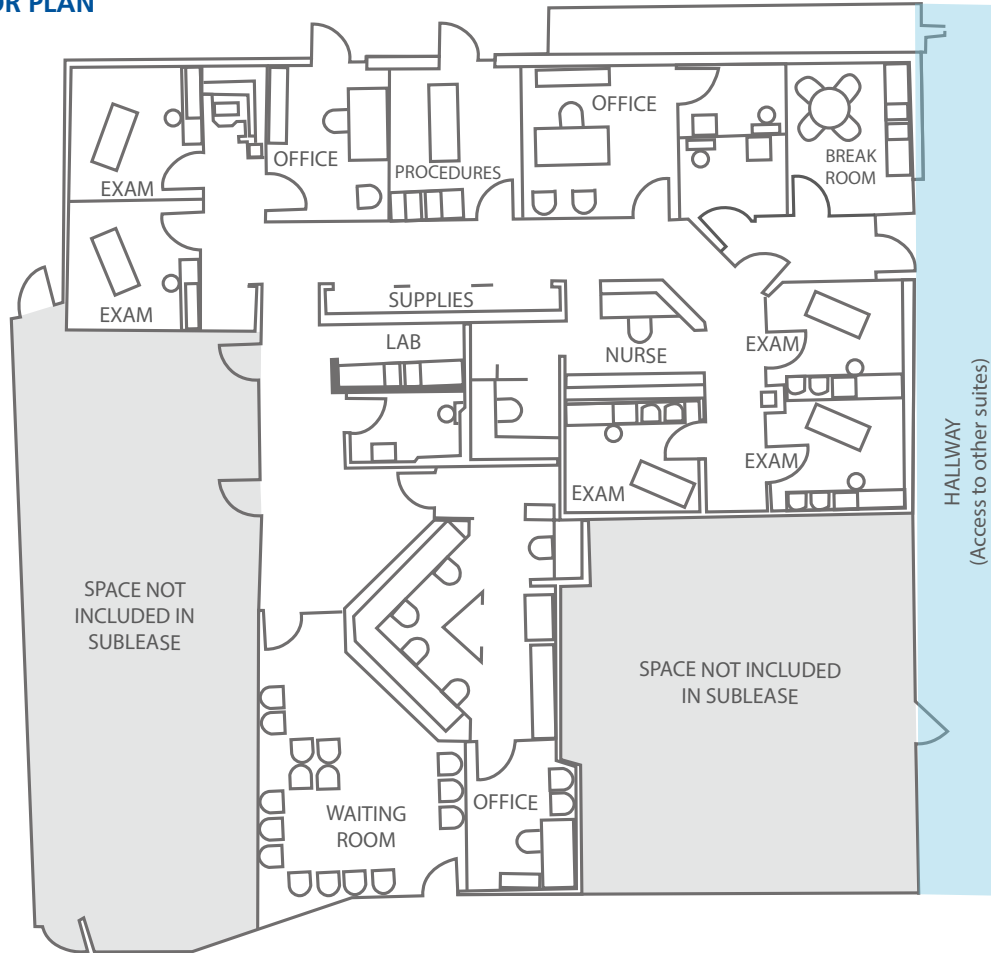 OR PLAN
OFFICE
OFFICE
PROCEDURES
BREAK
ROOM
EXAM
EXAM
SUPPLIES
LAB
NURSE
EXAM
EXAM
EXAM
HALLWAY
(Access to other suites)
SPACE NOT
INCLUDED IN
SUBLEASE
SPACE NOT INCLUDED
IN SUBLEASE
OFFICE
WAITING
ROOM